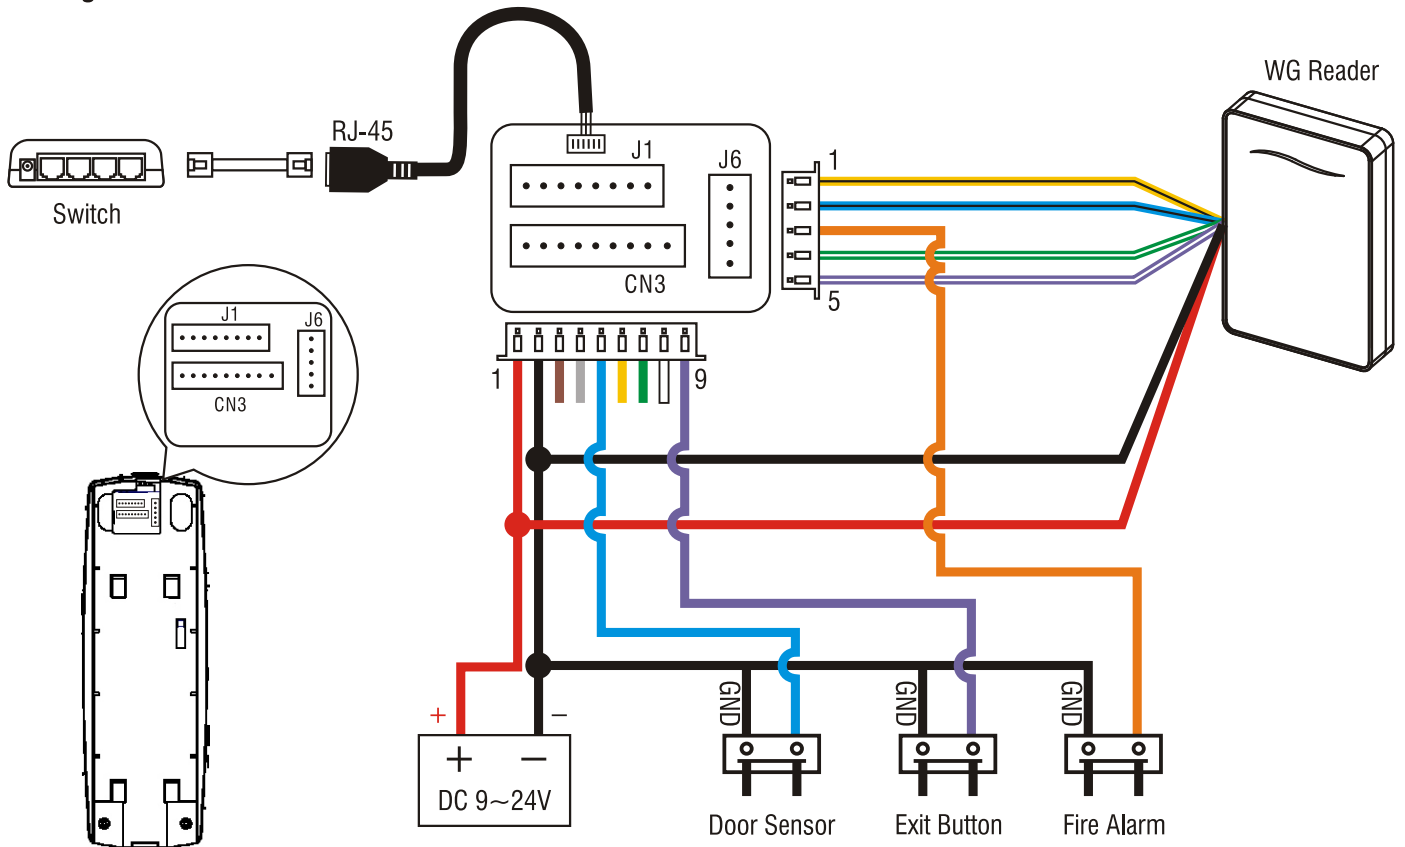 WG Reader
RJ-45
J1
J6
1
Switch
CN3
5
J1
J6
CN3
1
9
GND
GND
GND
+
–
+ –
DC 9~24V
Door Sensor
Exit Button
Fire Alarm